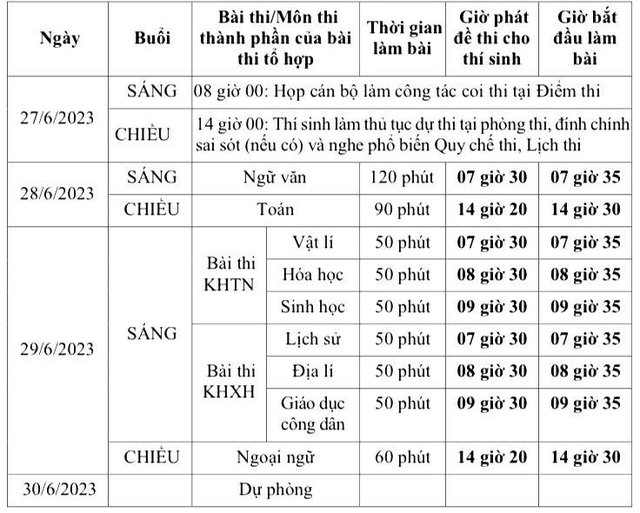 Ngày
Buổi
Bài thi/Môn thi
thành phần của bài
thi tổ hợp
Thời gian
làm bài
Giờ phát
đề thi cho
thí sinh
Giờ bắt
đầu làm
bài
27/6/2023
SÁNG
08 giờ 00: Họp cán bộ làm công tác coi thi tại Điểm thi
CHIỀU
14 giờ 00: Thí sinh làm thủ tục dự thi tại phòng thi, đính chính
sai sót (nếu có) và nghe phổ biến Quy chế thi, Lịch thi
28/6/2023
SÁNG
Ngữ văn
120 phút
07 giờ 30
07 giờ 35
CHIỀU
Toán
90 phút
14 giờ 20
14 giờ 30
29/6/2023
SÁNG
Bài thi
KHTN
Vật lí
50 phút
07 giờ 30
07 giờ 35
Hóa học
50 phút
08 giờ 30
08 giờ 35
Sinh học
50 phút
09 giờ 30
09 giờ 35
Bài thi
KHXH
Lịch sử
50 phút
07 giờ 30
07 giờ 35
Địa lí
50 phút
08 giờ 30
08 giờ 35
Giáo dục
công dân
50 phút
09 giờ 30
09 giờ 35
CHIỀU
Ngoại ngữ
60 phút
14 giờ 20
14 giờ 30
30/6/2023
Dự phòng